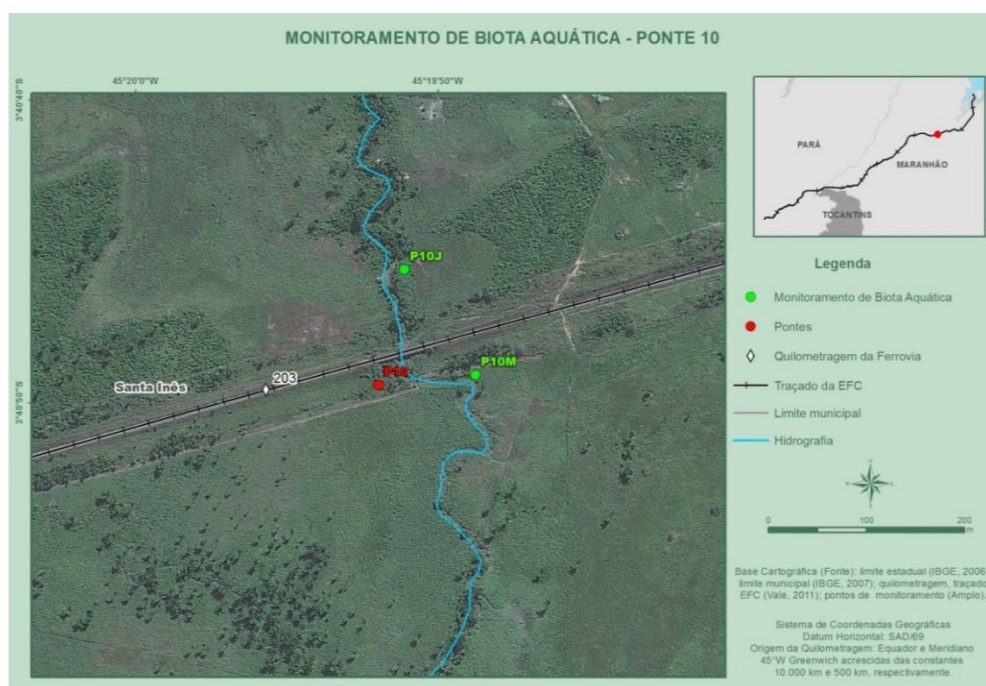 MONITORAMENTO DE BIOTA AQUÁTICA - PONTE 10
45°20'0"W
45°19'50"W
3°40'40"S
3°40'50"S
P10J
P10M
P10
203
Santa Inês
PARÁ
MARANHÃO
TOCANTINS
Legenda
Monitoramento de Biota Aquática
Pontes
Quilometragem da Ferrovia
Traçado da EFC
Limite municipal
Hidrografia
0 100 200
m
Base Cartográfica (Fonte): limite estadual (IBGE, 2006
limite municipal (IBGE, 2007); quilometragem, traçado
EFC (Vale, 2011); pontos de monitoramento (Amplo).
Sistema de Coordenadas Geográficas
Datum Horizontal: SAD/69
Origem da Quilometragem: Equador e Meridiano
45°W Greenwich acrescidas das constantes
10.000 km e 500 km, respectivamente.